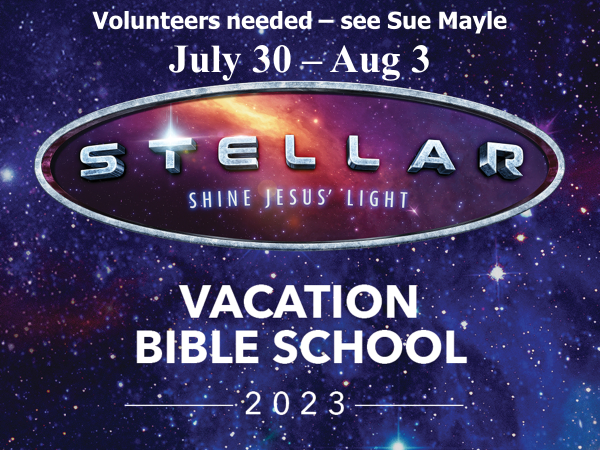 Volunteers needed – see Sue Mayle
July 30 – Aug 3
STELLAR
SHINE JESUS' LIGHT
VACATION
BIBLE SCHOOL
2023